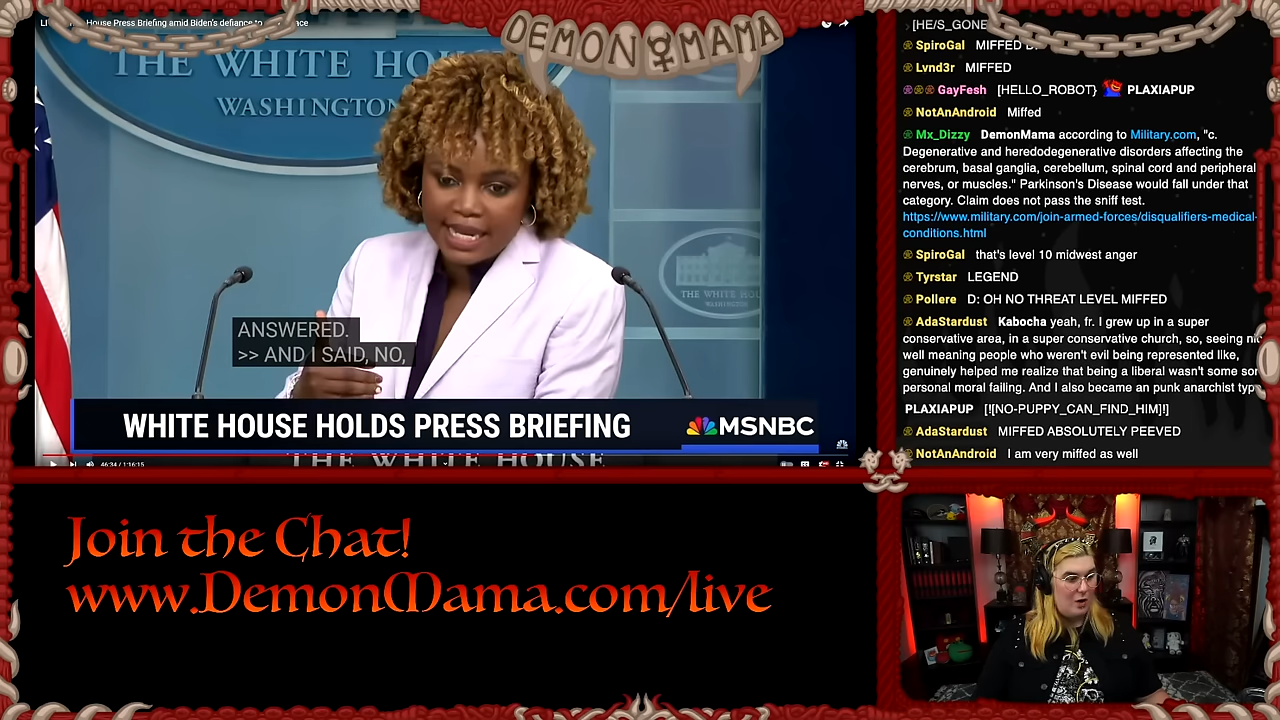 House Press Briefing amid Biden's defiance to
DEMON MAMA
THE WHITE HO
WASHINGTON
THE WHITE HOU
ANSWERED.
>> AND I SAID, NO,
WHITE HOUSE HOLDS PRESS BRIEFING
MSNBC
THE WHITE HOUSE
46:34 / 1:16:15
[HE/S_GONE
SpiroGal MIFFED D:
Lvnd3r MIFFED
GayFesh [HELLO_ROBOT} PLAXIAPUP
NotAnAndroid Miffed
Mx_Dizzy DemonMama according to Military.com, "c.
Degenerative and heredodegenerative disorders affecting the
cerebrum, basal ganglia, cerebellum, spinal cord and peripheral
nerves, or muscles." Parkinson's Disease would fall under that
category. Claim does not pass the sniff test.
https://www.military.com/join-armed-forces/disqualifiers-medical-
conditions.html
SpiroGal that's level 10 midwest anger
Tyrstar LEGEND
Pollere D: OH NO THREAT LEVEL MIFFED
AdaStardust Kabocha yeah, fr. I grew up in a super
conservative area, in a super conservative church, so, seeing
well meaning people who weren't evil being represented like,
genuinely helped me realize that being a liberal wasn't some
personal moral failing. And I also became an punk anarchist typ
PLAXIAPUP [![NO-PUPPY_CAN_FIND_HIM]!]
AdaStardust MIFFED ABSOLUTELY PEEVED
NotAnAndroid I am very miffed as well
Join the Chat!
www.DemonMama.com/live